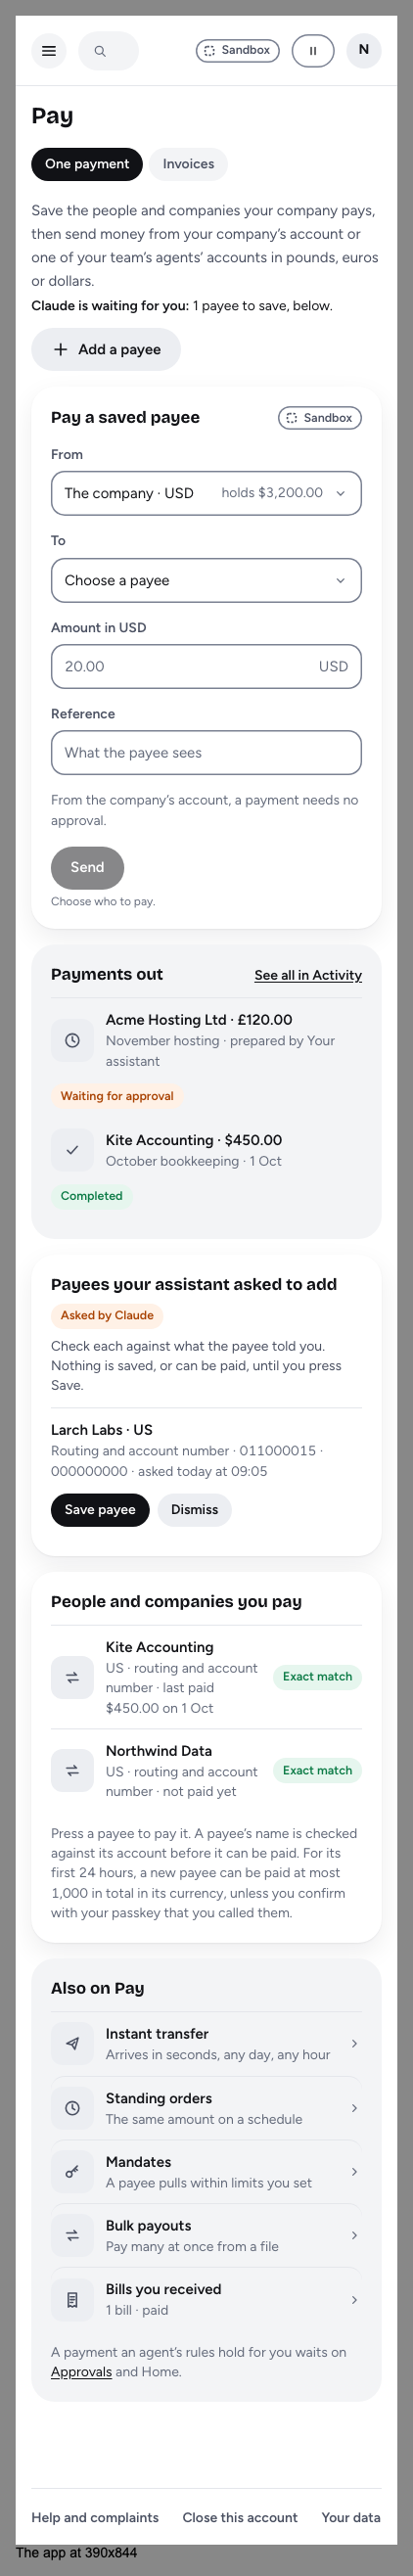 Sandbox
N
Pay
One payment
Invoices
Save the people and companies your company pays,
then send money from your company’s account or
one of your team’s agents’ accounts in pounds, euros
or dollars.
Claude is waiting for you: 1 payee to save, below.
Add a payee
Pay a saved payee
Sandbox
From
The company · USD holds $3,200.00
To
Choose a payee
Amount in USD
20.00 USD
Reference
What the payee sees
From the company’s account, a payment needs no
approval.
Send
Choose who to pay.
Payments out
See all in Activity
Acme Hosting Ltd · £120.00
November hosting · prepared by Your
assistant
Waiting for approval
Kite Accounting · $450.00
October bookkeeping · 1 Oct
Completed
Payees your assistant asked to add
Asked by Claude
Check each against what the payee told you.
Nothing is saved, or can be paid, until you press
Save.
Larch Labs · US
Routing and account number · 011000015 ·
000000000 · asked today at 09:05
Save payee
Dismiss
People and companies you pay
Kite Accounting
US · routing and account
number · last paid
$450.00 on 1 Oct
Exact match
Northwind Data
US · routing and account
number · not paid yet
Exact match
Press a payee to pay it. A payee’s name is checked
against its account before it can be paid. For its
first 24 hours, a new payee can be paid at most
1,000 in total in its currency, unless you confirm
with your passkey that you called them.
Also on Pay
Instant transfer
Arrives in seconds, any day, any hour
Standing orders
The same amount on a schedule
Mandates
A payee pulls within limits you set
Bulk payouts
Pay many at once from a file
Bills you received
1 bill · paid
A payment an agent’s rules hold for you waits on
Approvals and Home.
Help and complaints
Close this account
Your data
The app at 390x844